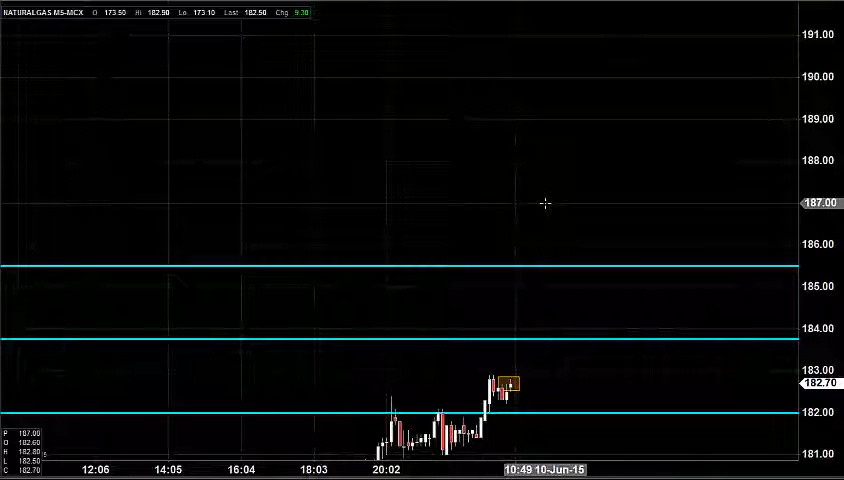 NATURALGAS M5-MCX O 173.50 Hi 182.90 Lo 173.10 Last 182.50 Chg 9.30
191.00
190.00
189.00
188.00
187.00
186.00
185.00
184.00
183.00
182.70
182.00
181.00
P 187.00
O 182.60
H 182.80
L 182.50
C 182.70
12:06 14:05 16:04 18:03 20:02 10:49 10-Jun-15